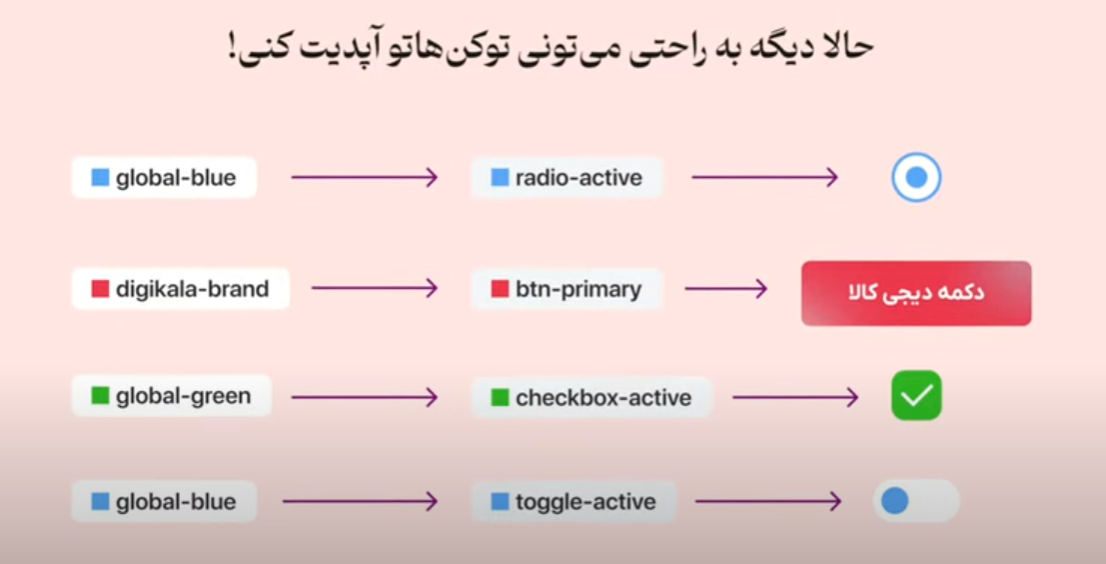 حالا دیگه به راحتی می‌تونی توکن‌هاتو آپدیت کنی!
global-blue
radio-active
digikala-brand
btn-primary
دکمه دیجی کالا
global-green
checkbox-active
global-blue
toggle-active